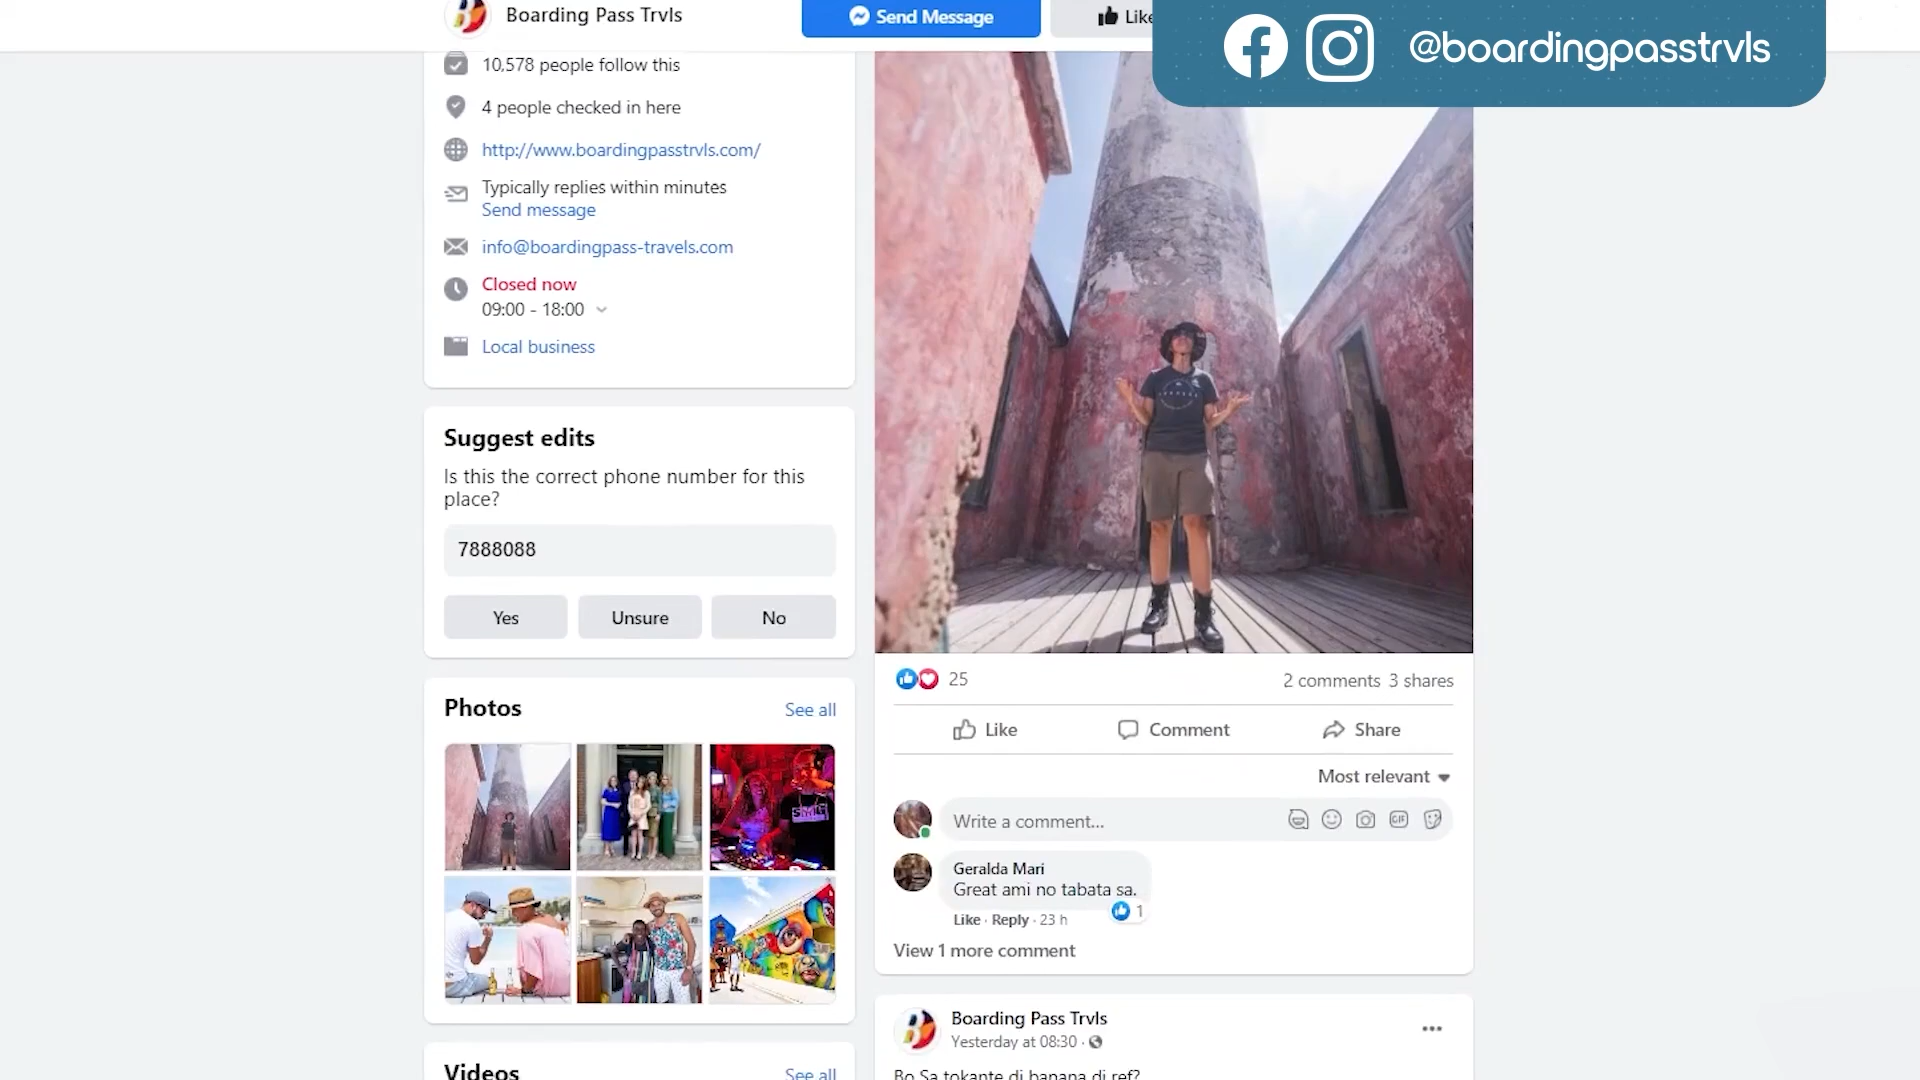 Boarding Pass Trvls
Send Message
Like
@boardingpasstrvls
10,578 people follow this
4 people checked in here
http://www.boardingpasstrvls.com/
Typically replies within minutes
Send message
info@boardingpass-travels.com
Closed now
09:00 - 18:00
Local business
Suggest edits
Is this the correct phone number for this
place?
7888088
Yes
Unsure
No
Photos
See all
Videos
See all
25
2 comments 3 shares
Like
Comment
Share
Most relevant
Write a comment...
GIF
Geralda Mari
Great ami no tabata sa.
Like · Reply · 23 h
1
View 1 more comment
Boarding Pass Trvls
Yesterday at 08:30 ·
Bo Sa tokante di banana di ref?